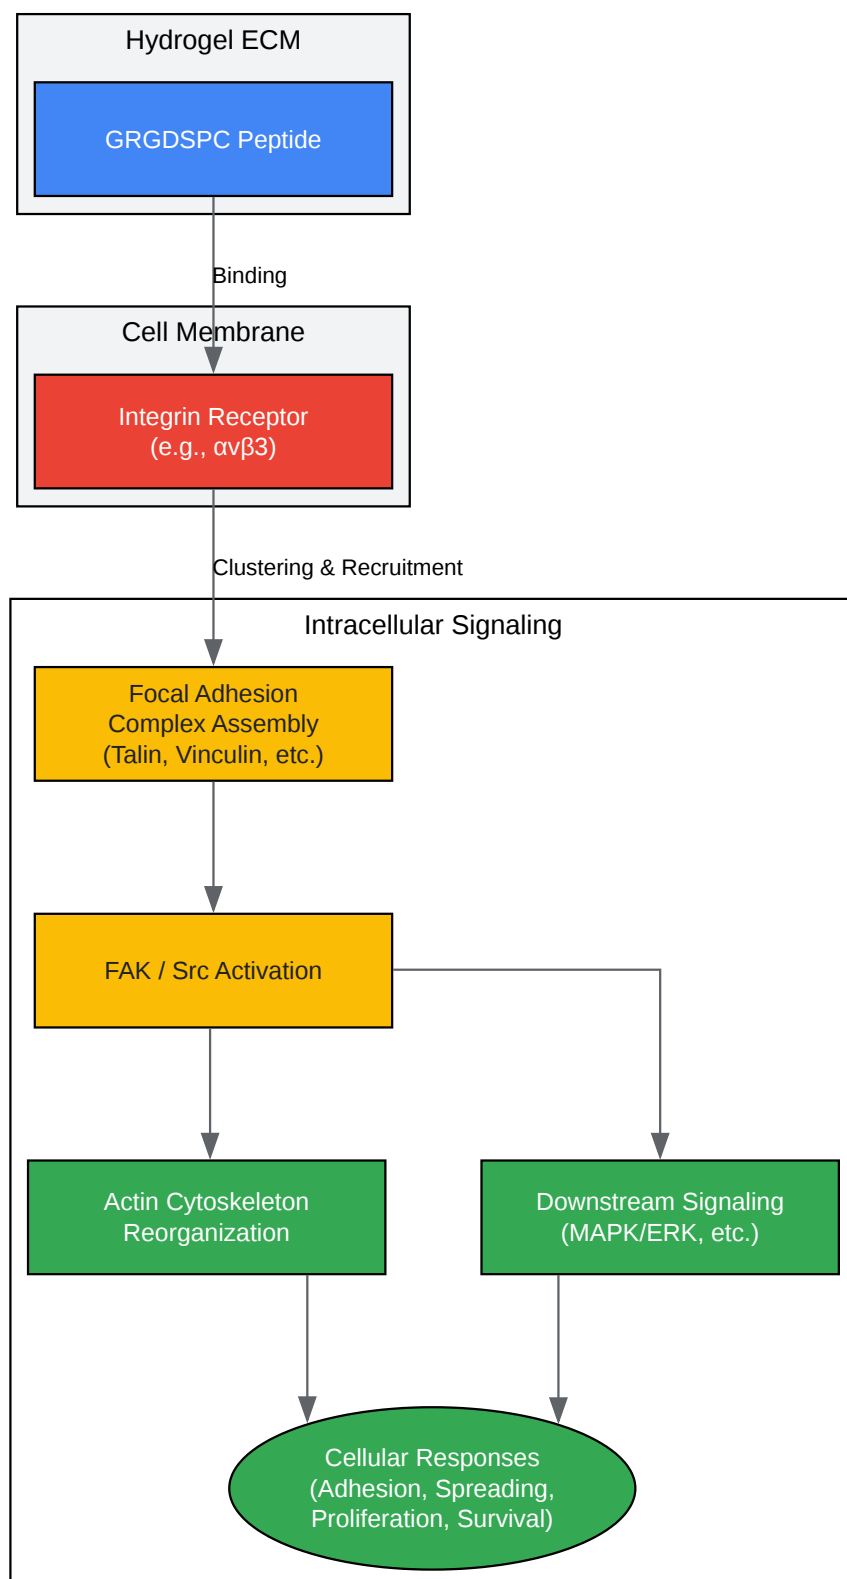 Hydrogel ECM
GRGDSPC Peptide
Binding
Cell Membrane
Integrin Receptor
(e.g., αvβ3)
Clustering & Recruitment
Intracellular Signaling
Focal Adhesion
Complex Assembly
(Talin, Vinculin, etc.)
FAK / Src Activation
Actin Cytoskeleton
Reorganization
Downstream Signaling
(MAPK/ERK, etc.)
Cellular Responses
(Adhesion, Spreading,
Proliferation, Survival)